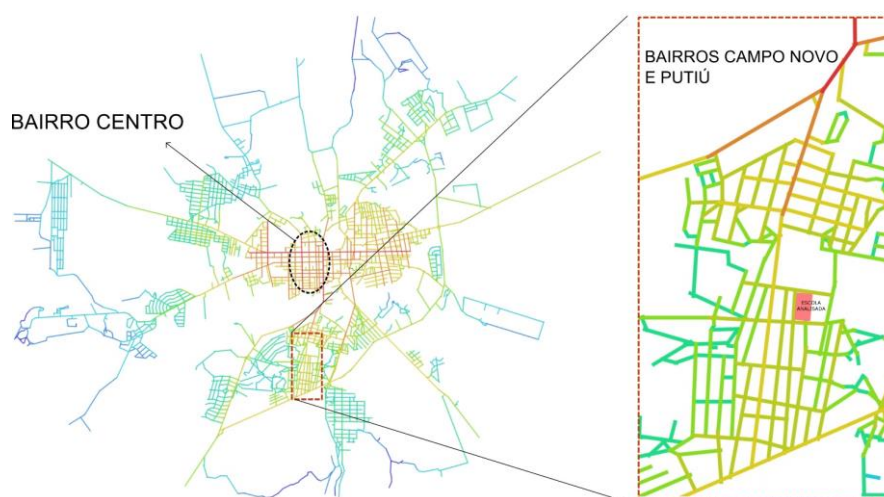 BAIRRO CENTRO
BAIRROS CAMPO NOVO
E PUTIÚ
ESCOLA
ANALISADA